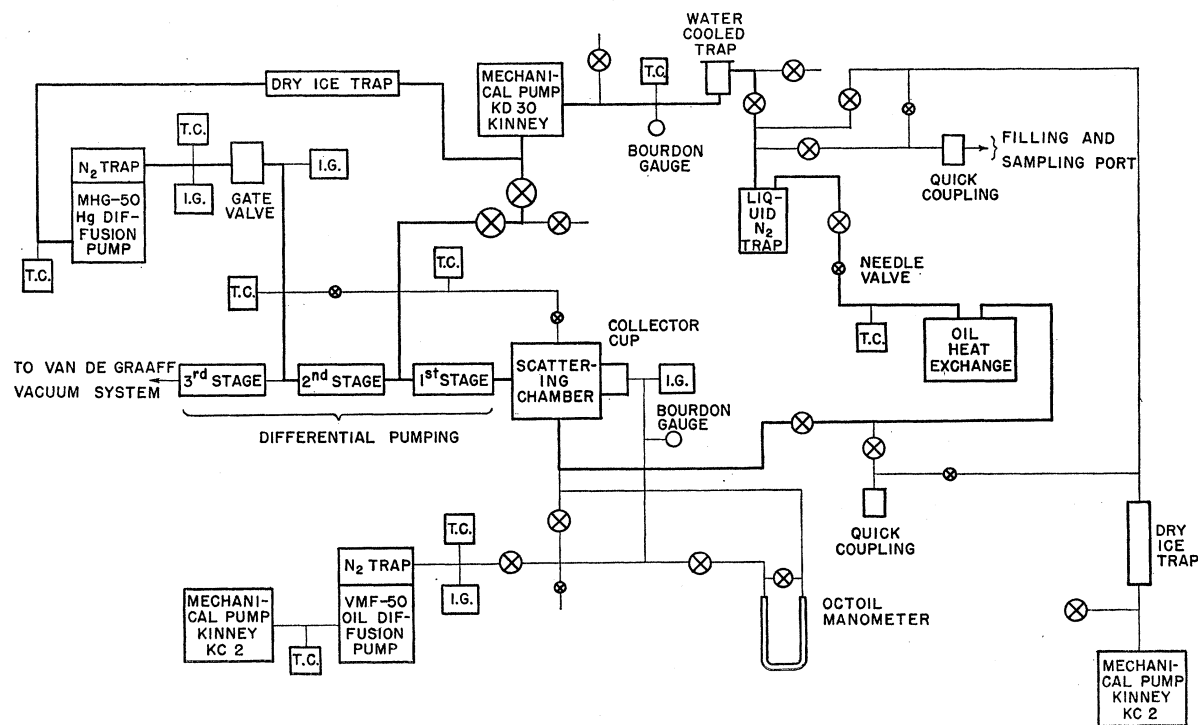 WATER
COOLED
TRAP
MECHANI-
CAL PUMP
KD 30
KINNEY
T.C.
BOURDON
GAUGE
DRY ICE TRAP
T.C.
N2 TRAP
MHG-50
Hg DIF-
FUSION
PUMP
I.G.
GATE
VALVE
I.G.
T.C.
FILLING AND
SAMPLING PORT
QUICK
COUPLING
LIQ-
UID
N2
TRAP
NEEDLE
VALVE
T.C.
OIL
HEAT
EXCHANGE
T.C.
T.C.
COLLECTOR
CUP
TO VAN DE GRAAFF
VACUUM SYSTEM
3rd STAGE
2nd STAGE
1st STAGE
SCATTER-
ING
CHAMBER
I.G.
BOURDON
GAUGE
DIFFERENTIAL PUMPING
QUICK
COUPLING
DRY
ICE
TRAP
T.C.
N2 TRAP
I.G.
VMF-50
OIL DIF-
FUSION
PUMP
MECHANI-
CAL PUMP
KINNEY
KC 2
T.C.
OCTOIL
MANOMETER
MECHANI-
CAL PUMP
KINNEY
KC 2